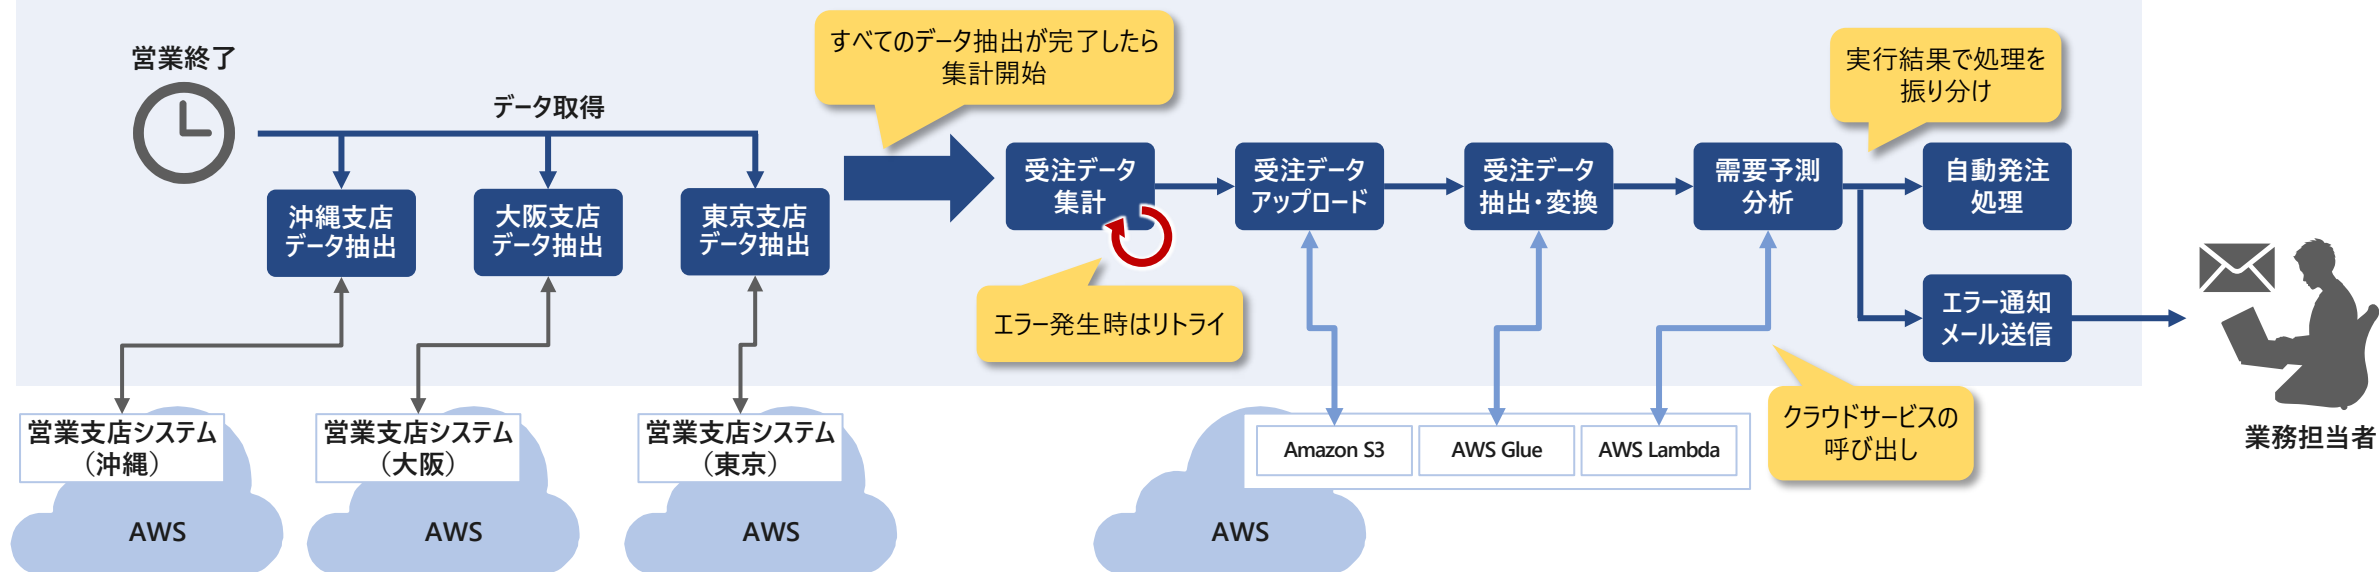 営業終了
データ取得
すべてのデータ抽出が完了したら
集計開始
実行結果で処理を
振り分け
沖縄支店
データ抽出
大阪支店
データ抽出
東京支店
データ抽出
受注データ
集計
受注データ
アップロード
受注データ
抽出・変換
需要予測
分析
自動発注
処理
エラー発生時はリトライ
エラー通知
メール送信
クラウドサービスの
呼び出し
業務担当者
営業支店システム
（沖縄）
AWS
営業支店システム
（大阪）
AWS
営業支店システム
（東京）
AWS
Amazon S3
AWS Glue
AWS Lambda
AWS